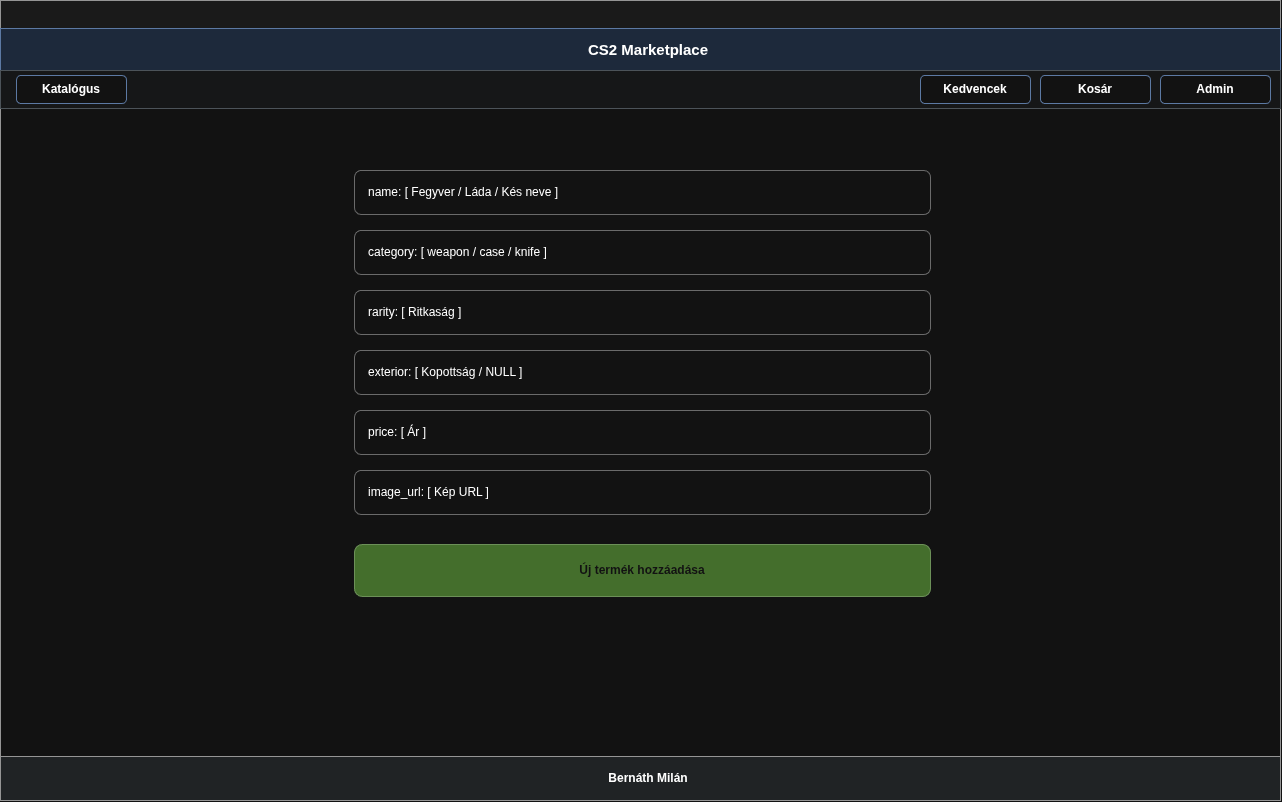 CS2 Marketplace
Katalógus
Kedvencek
Kosár
Admin
name: [ Fegyver / Láda / Kés neve ]
category: [ weapon / case / knife ]
rarity: [ Ritkaság ]
exterior: [ Kopottság / NULL ]
price: [ Ár ]
image_url: [ Kép URL ]
Új termék hozzáadása
Bernáth Milán